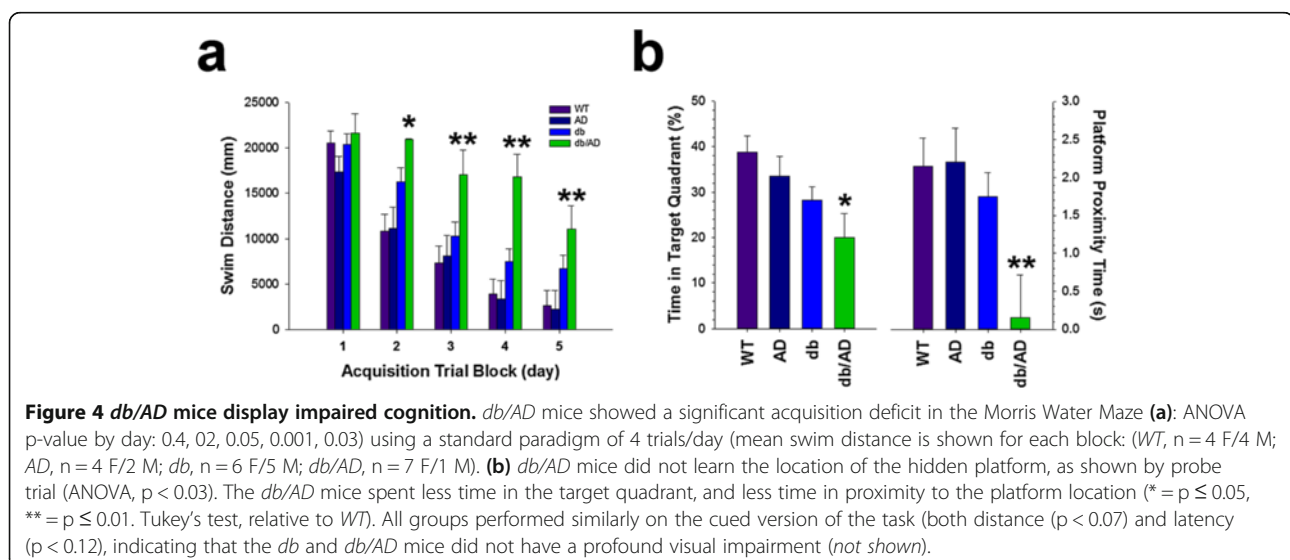 a
b
25000
20000
15000
10000
5000
0
Swim Distance (mm)
WT
AD
db
db/AD
*
**
**
**
1 2 3 4 5
Acquisition Trial Block (day)
50
40
30
20
10
0
Time in Target Quadrant (%)
*
**
3.0
2.5
2.0
1.5
1.0
0.5
0.0
Platform Proximity Time (s)
WT AD db db/AD WT AD db db/AD
Figure 4 db/AD mice display impaired cognition. db/AD mice showed a significant acquisition deficit in the Morris Water Maze (a): ANOVA
p-value by day: 0.4, 02, 0.05, 0.001, 0.03) using a standard paradigm of 4 trials/day (mean swim distance is shown for each block: (WT, n = 4 F/4 M;
AD, n = 4 F/2 M; db, n = 6 F/5 M; db/AD, n = 7 F/1 M). (b) db/AD mice did not learn the location of the hidden platform, as shown by probe
trial (ANOVA, p < 0.03). The db/AD mice spent less time in the target quadrant, and less time in proximity to the platform location (* = p ≤ 0.05,
** = p ≤ 0.01. Tukey's test, relative to WT). All groups performed similarly on the cued version of the task (both distance (p < 0.07) and latency
(p < 0.12), indicating that the db and db/AD mice did not have a profound visual impairment (not shown).